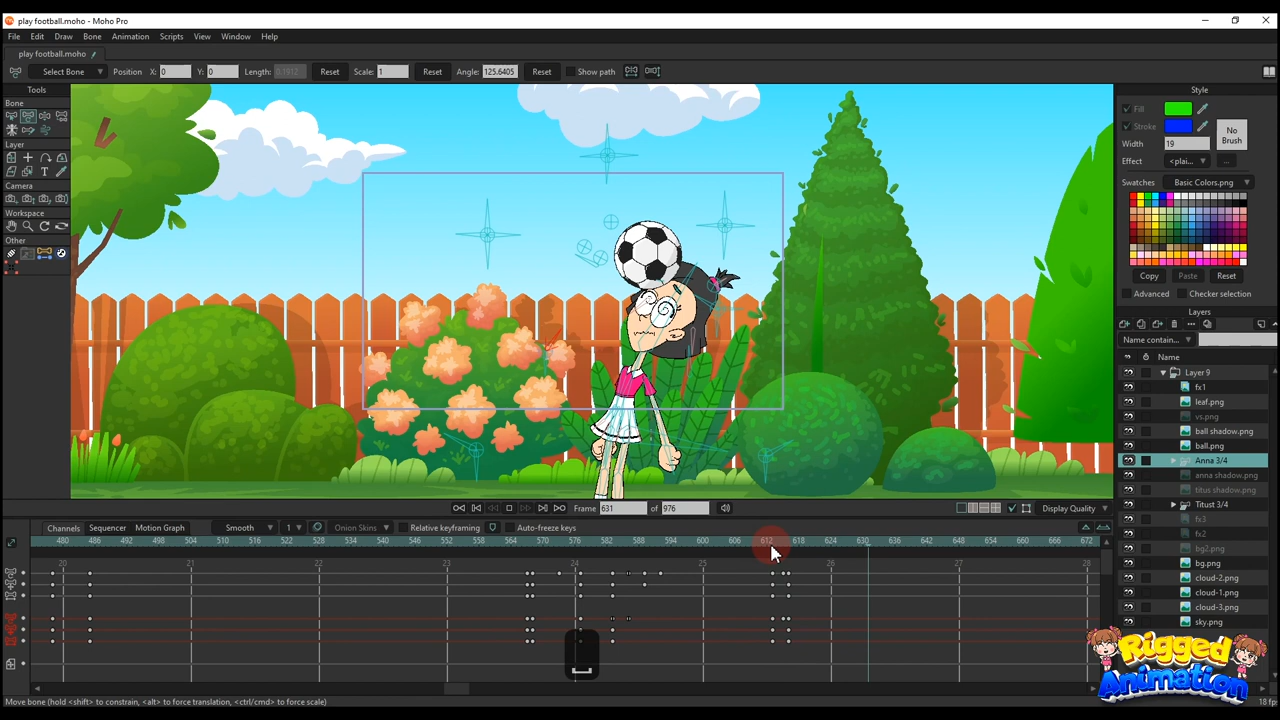 play football.moho - Moho Pro
File Edit Draw Bone Animation Scripts View Window Help
play football.moho
Select Bone Position X: 0 Y: 0 Length: 0.1912 Reset Scale: 1 Reset Angle: 125.6405 Reset Show path
Tools
Bone
Layer
Camera
Workspace
Other
Style
Fill
Stroke
No Brush
Width 19
Effect <plai... ...
Swatches Basic Colors.png
Copy Paste Reset
Advanced Checker selection
Layers
Name contain...
Name
Layer 9
fx1
leaf.png
vs.png
ball shadow.png
ball.png
Anna 3/4
anna shadow.png
titus shadow.png
Titust 3/4
fx3
fx2
bg2.png
bg.png
cloud-2.png
cloud-1.png
cloud-3.png
sky.png
Frame 631 of 976 Display Quality
Channels Sequencer Motion Graph Smooth 1 Onion Skins Relative keyframing Auto-freeze keys
480 486 492 498 504 510 516 522 528 534 540 546 552 558 564 570 576 582 588 594 600 606 612 618 624 630 636 642 648 654 660 666 672
20 21 22 23 24 25 26 27 28
Rigged
Animation
Move bone (hold <shift> to constrain, <alt> to force translation, <ctrl/cmd> to force scale)
18 fp